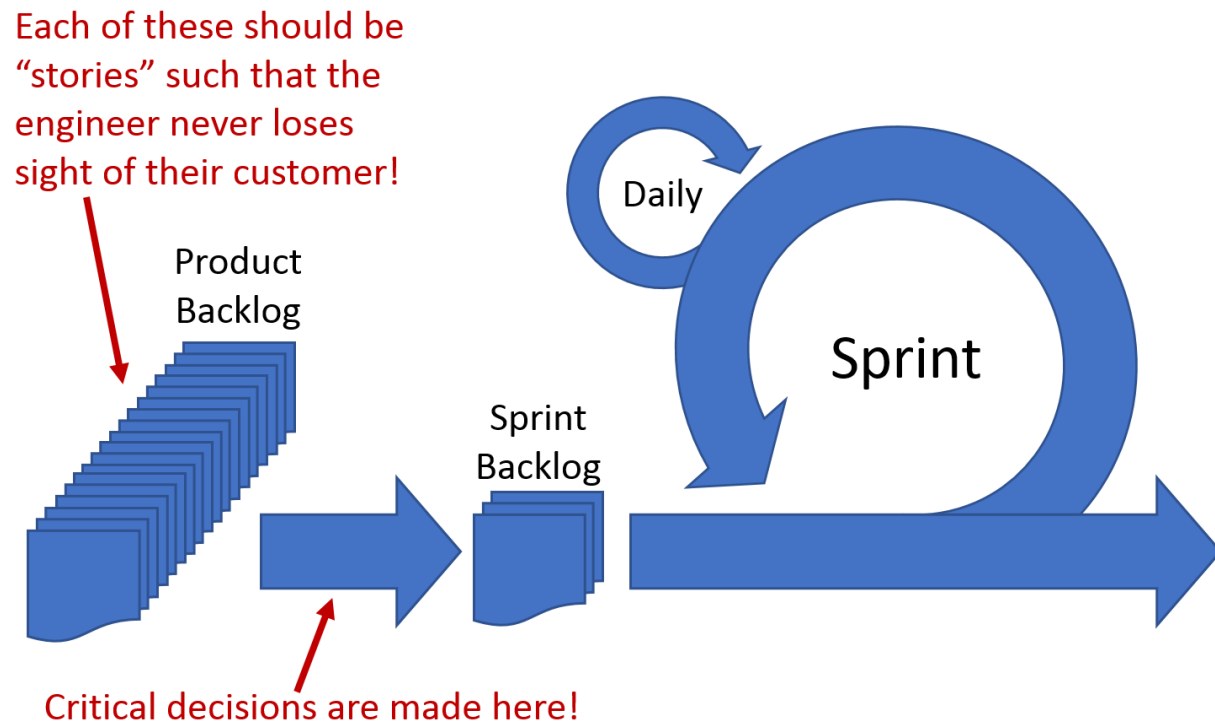 Each of these should be
“stories” such that the
engineer never loses
sight of their customer!
Daily
Product
Backlog
Sprint
Sprint
Backlog
Critical decisions are made here!